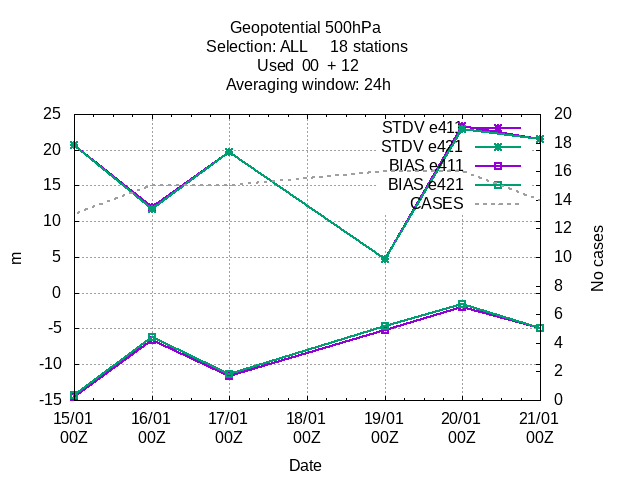 Geopotential 500hPa
Selection: ALL     18 stations
Used  00  + 12
Averaging window: 24h
25
20
15
10
5
0
-5
-10
-15
m
STDV e411
STDV e421
BIAS e411
BIAS e421
CASES
20
18
16
14
12
10
8
6
4
2
0
No cases
15/01 16/01 17/01 18/01 19/01 20/01 21/01
00Z 00Z 00Z 00Z 00Z 00Z 00Z
Date